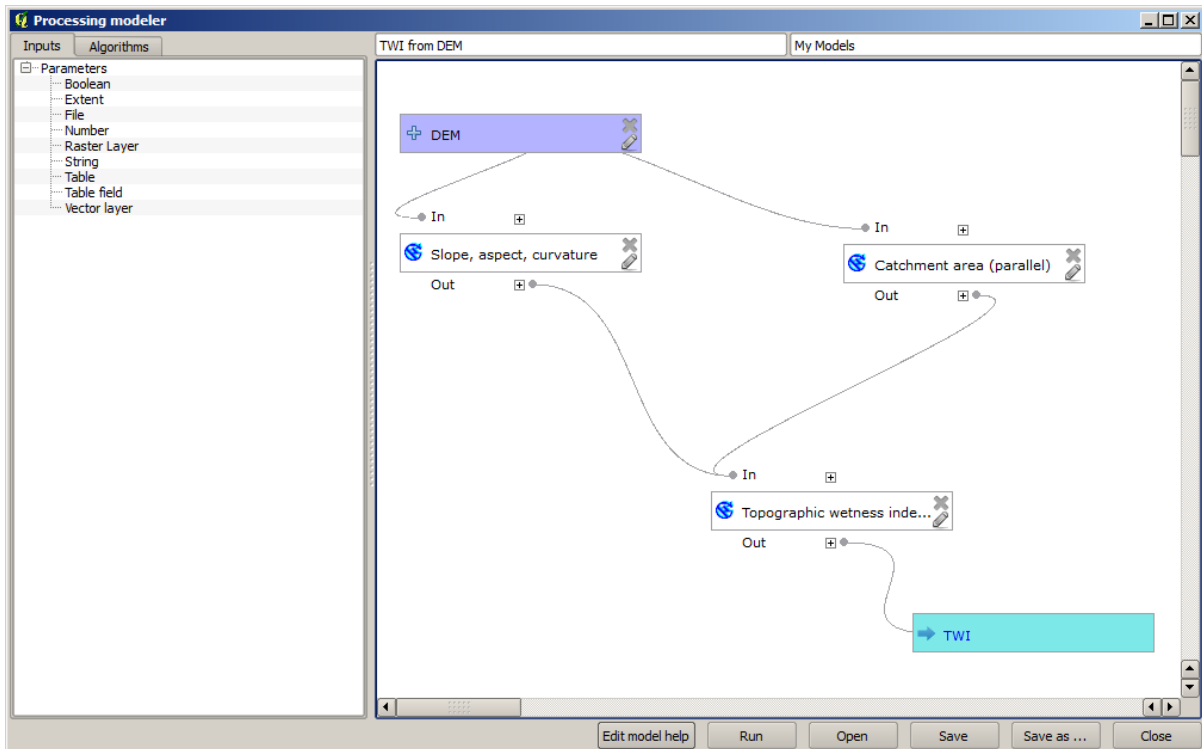 Processing modeler
Inputs
Algorithms
TWI from DEM
My Models
Parameters
Boolean
Extent
File
Number
Raster Layer
String
Table
Table field
Vector layer
DEM
In
Slope, aspect, curvature
Out
In
Catchment area (parallel)
Out
In
Topographic wetness inde...
Out
TWI
Edit model help
Run
Open
Save
Save as ...
Close